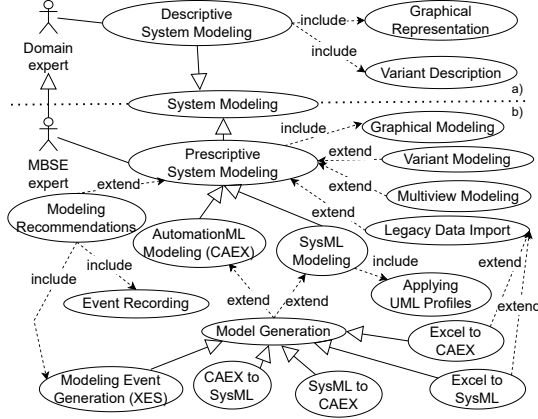 Domain
expert
Descriptive
System Modeling
include
Graphical
Representation
include
Variant Description
a)
System Modeling
b)
MBSE
expert
include
Graphical Modeling
Prescriptive
System Modeling
extend
Variant Modeling
extend
Multiview Modeling
extend
extend
Legacy Data Import
Modeling
Recommendations
AutomationML
Modeling (CAEX)
SysML
Modeling
include
include
include
Applying
UML Profiles
extend
extend
Event Recording
extend
extend
Model Generation
Excel to
CAEX
Modeling Event
Generation (XES)
CAEX to
SysML
SysML to
CAEX
Excel to
SysML